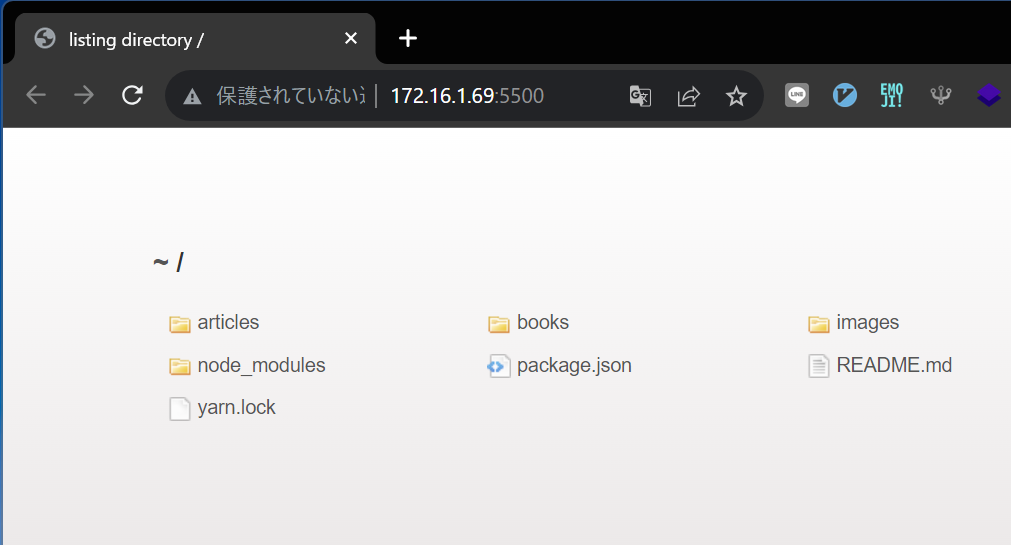 listing directory /
保護されていない 172.16.1.69:5500 LINE EMO JI!
~ /
articles books images
node_modules package.json README.md
yarn.lock